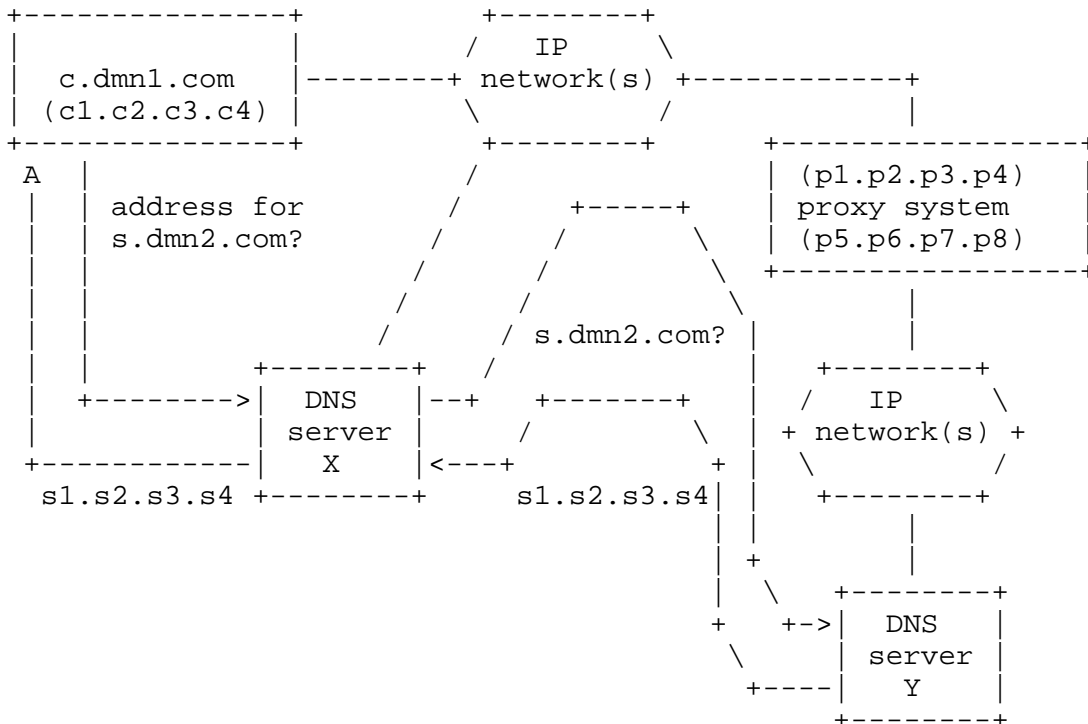 IP
c.dmn1.com
network(s)
(c1.c2.c3.c4)
A
(p1.p2.p3.p4)
address for
proxy system
s.dmn2.com?
(p5.p6.p7.p8)
s.dmn2.com?
DNS
IP
server
network(s)
X
s1.s2.s3.s4
s1.s2.s3.s4
DNS
server
Y